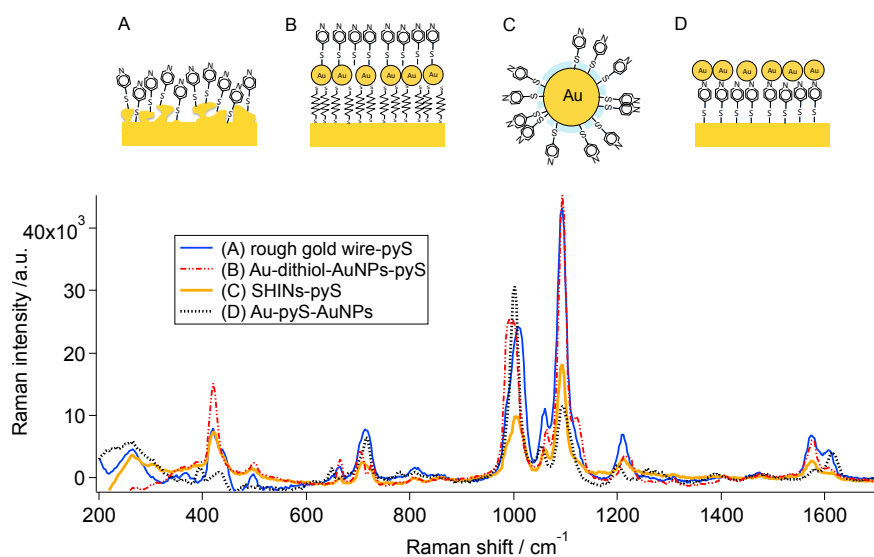 A B C D
N N N N N N N N N
S S S S S S S S S
N N N N N N N
S S S S S S S
Au Au Au Au Au Au
S S S S S S S
S S S S S S S
Au
Au Au Au Au Au Au
S S S S S S S
40x10³
30
20
10
0
Raman intensity /a.u.
(A) rough gold wire-pyS
(B) Au-dithiol-AuNPs-pyS
(C) SHINs-pyS
(D) Au-pyS-AuNPs
200 400 600 800 1000 1200 1400 1600
Raman shift / cm⁻¹